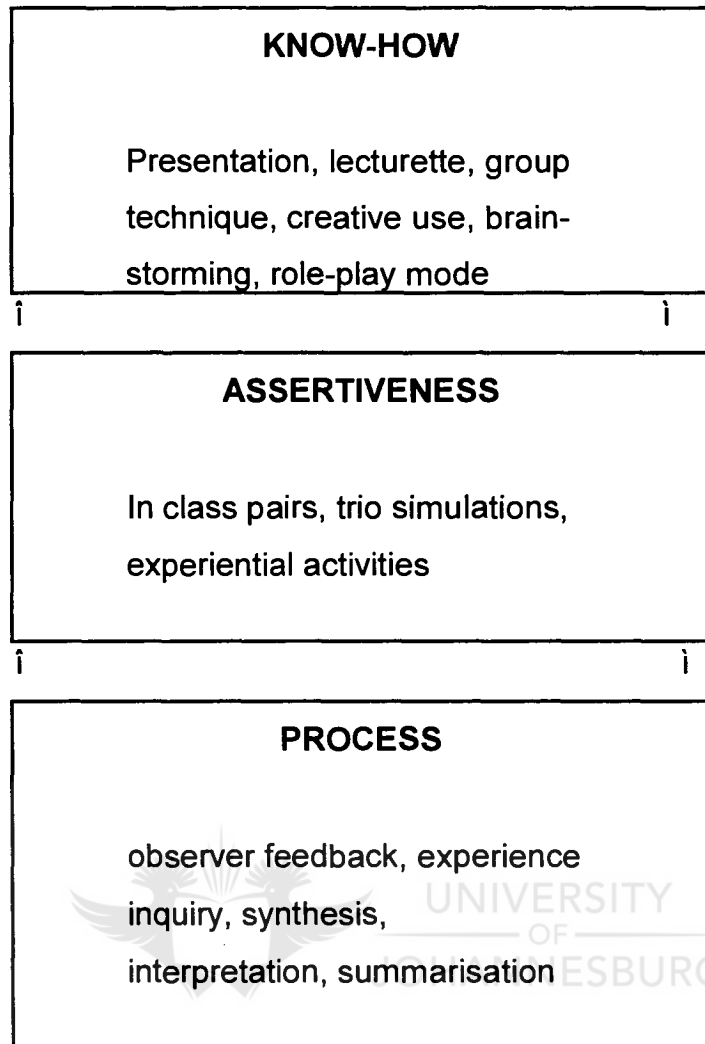 KNOW-HOW
Presentation, lecturette, group
technique, creative use, brain-
storming, role-play mode
î ì
ASSERTIVENESS
In class pairs, trio simulations,
experiential activities
î ì
PROCESS
observer feedback, experience
inquiry, synthesis,
interpretation, summarisation
UNIVERSITY
OF
JOHANNESBURG